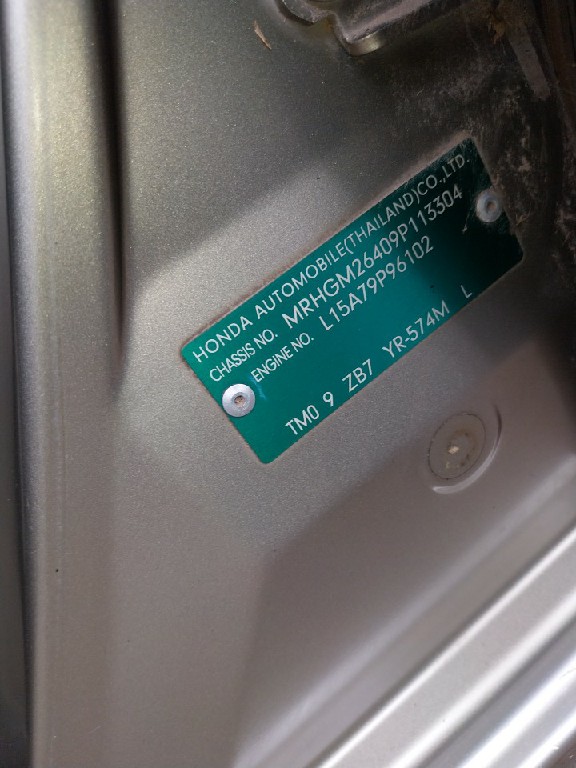 HONDA AUTOMOBILE(THAILAND)CO.,LTD.
CHASSIS NO. MRHGM26409P113304
ENGINE NO. L15A79P96102
TM0 9 ZB7 YR-574M L